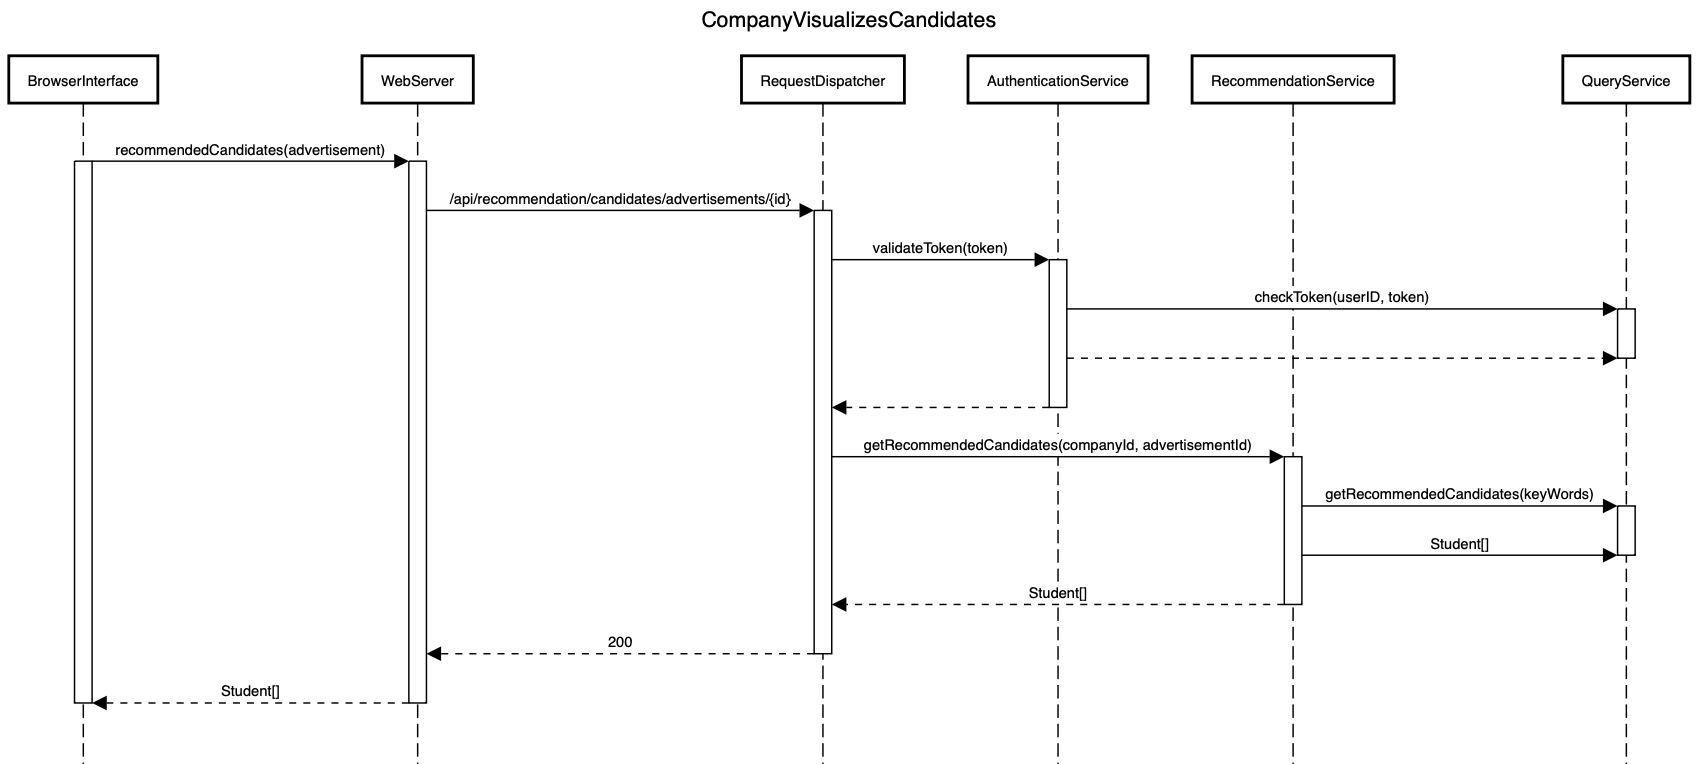 CompanyVisualizesCandidates
BrowserInterface
WebServer
RequestDispatcher
AuthenticationService
RecommendationService
QueryService
recommendedCandidates(advertisement)
/api/recommendation/candidates/advertisements/{id}
validateToken(token)
checkToken(userID, token)
getRecommendedCandidates(companyId, advertisementId)
getRecommendedCandidates(keyWords)
Student[]
Student[]
200
Student[]